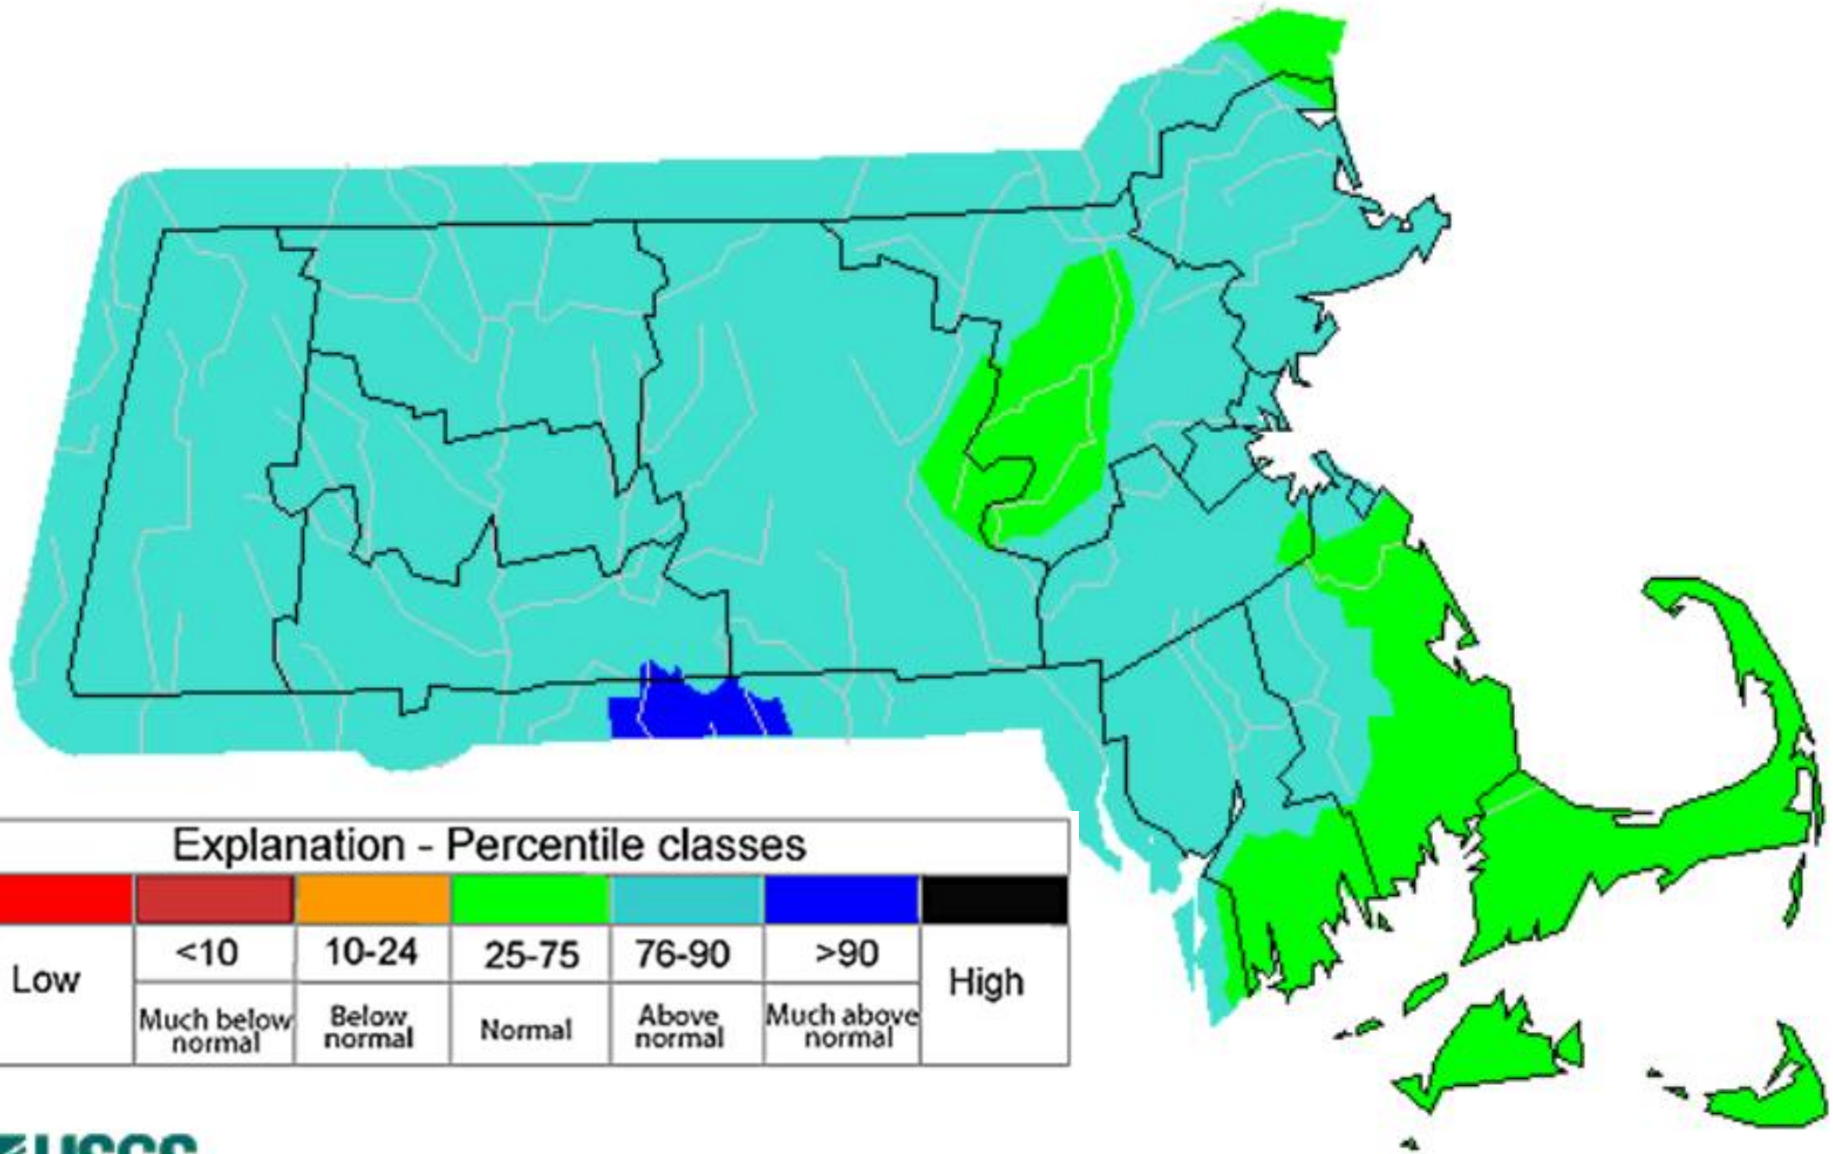 Explanation - Percentile classes
Low <10 10-24 25-75 76-90 >90 High
Much below normal
Below normal
Normal
Above normal
Much above normal
USGS